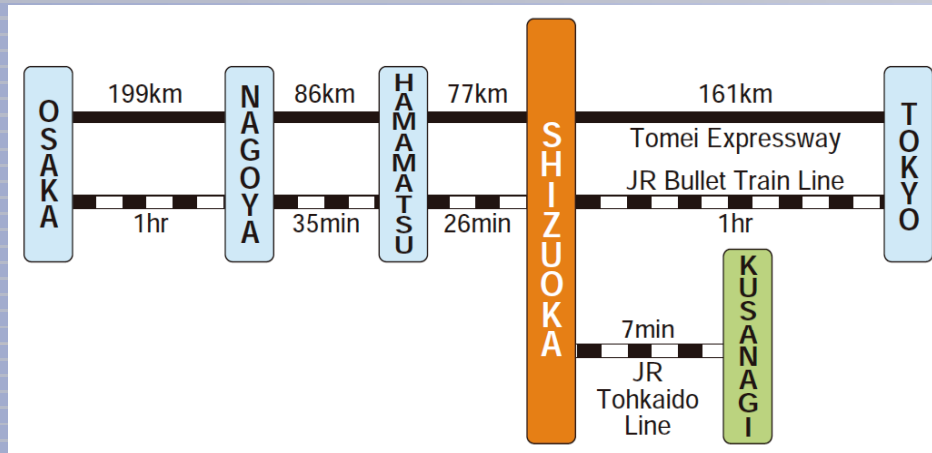 OSAKA
199km
1hr
NAGOYA
86km
35min
HAMAMATSU
77km
26min
SHIZUOKA
161km
Tomei Expressway
JR Bullet Train Line
1hr
TOKYO
7min
JR
Tohkaido
Line
KUSANAGI